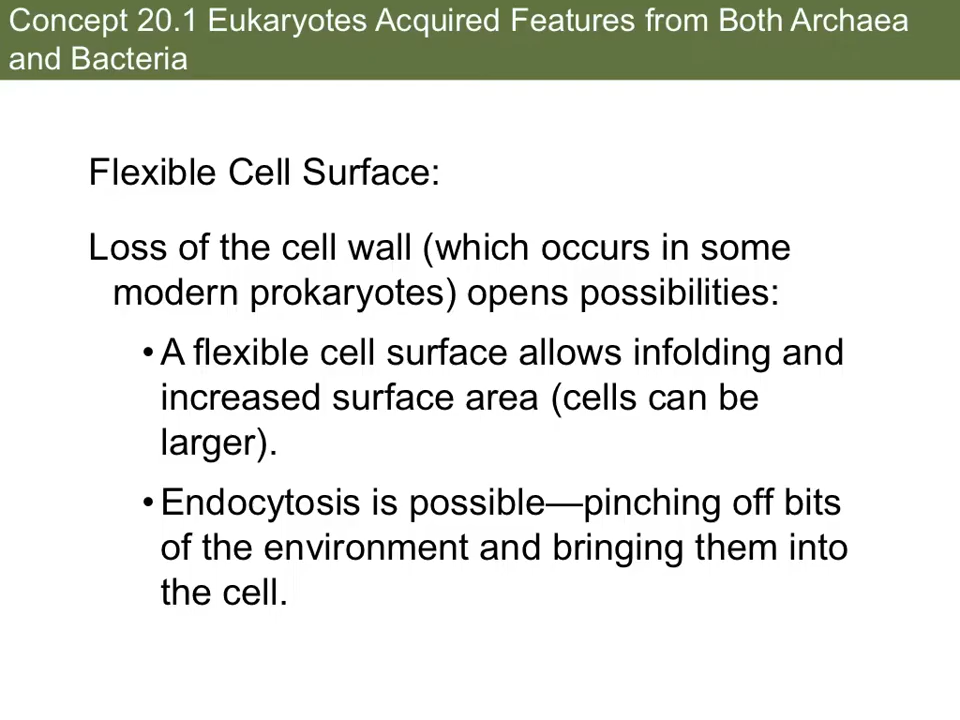 Concept 20.1 Eukaryotes Acquired Features from Both Archaea
and Bacteria
Flexible Cell Surface:
Loss of the cell wall (which occurs in some
modern prokaryotes) opens possibilities:
•A flexible cell surface allows infolding and
increased surface area (cells can be
larger).
•Endocytosis is possible—pinching off bits
of the environment and bringing them into
the cell.